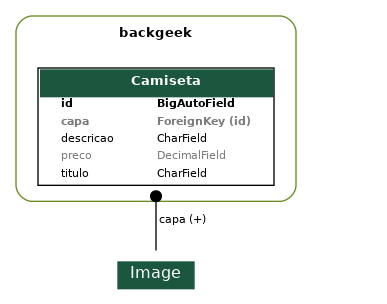 backgeek
Camiseta
id BigAutoField
capa ForeignKey (id)
descricao CharField
preco DecimalField
titulo CharField
capa (+)
Image